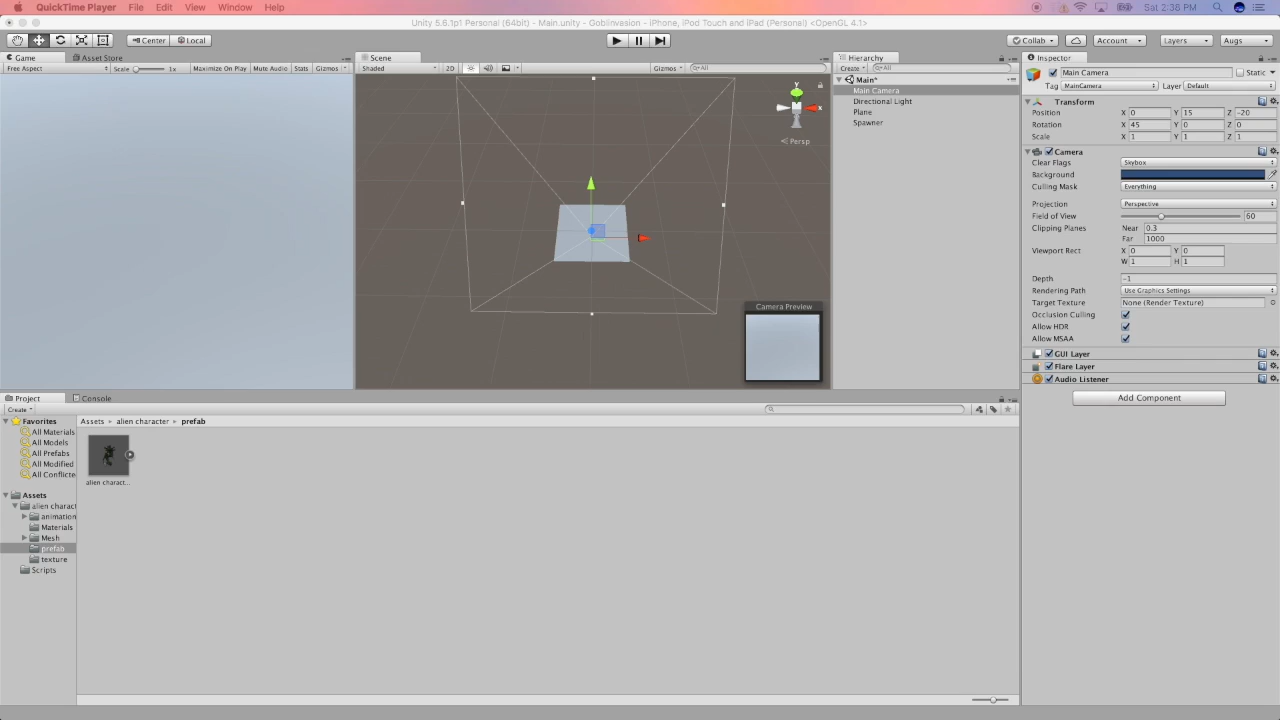 QuickTime Player File Edit View Window Help Sat 2:38 PM
Unity 5.6.1p1 Personal (64bit) - Main.unity - Goblinvasion - iPhone, iPod Touch and iPad (Personal) <OpenGL 4.1>
Center Local Collab Account Layers Augs
Game Asset Store
Free Aspect Scale 1x Maximize On Play Mute Audio Stats Gizmos
Scene
Shaded 2D Gizmos All
y
x
Persp
Camera Preview
Hierarchy
Create All
Main*
Main Camera
Directional Light
Plane
Spawner
Inspector
Main Camera Static
Tag MainCamera Layer Default
Transform
Position X 0 Y 15 Z -20
Rotation X 45 Y 0 Z 0
Scale X 1 Y 1 Z 1
Camera
Clear Flags Skybox
Background
Culling Mask Everything
Projection Perspective
Field of View 60
Clipping Planes Near 0.3
Far 1000
Viewport Rect X 0 Y 0
W 1 H 1
Depth -1
Rendering Path Use Graphics Settings
Target Texture None (Render Texture)
Occlusion Culling
Allow HDR
Allow MSAA
GUI Layer
Flare Layer
Audio Listener
Add Component
Project Console
Create
Favorites
All Materials
All Models
All Prefabs
All Modified
All Conflicte
Assets
alien charact
animation
Materials
Mesh
prefab
texture
Scripts
Assets alien character prefab
alien charact...